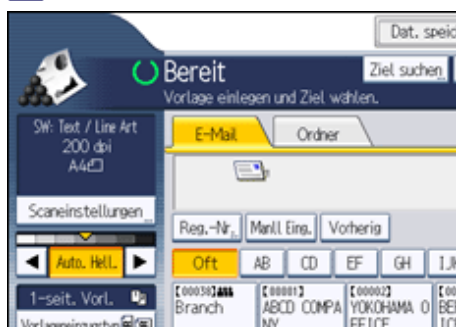 Dat. speic
Bereit
Ziel suchen
Vorlage einlegen und Ziel wählen.
SW: Text / Line Art
200 dpi
A4
E-Mail
Ordner
Scaneinstellungen
Reg.-Nr.
Manll Eing.
Vorherig
Auto. Hell.
Oft
AB
CD
EF
GH
IJK
1-seit. Vorl.
[00038]
Branch
[00001]
ABCD COMPA
NY
[00002]
YOKOHAMA O
FFICE